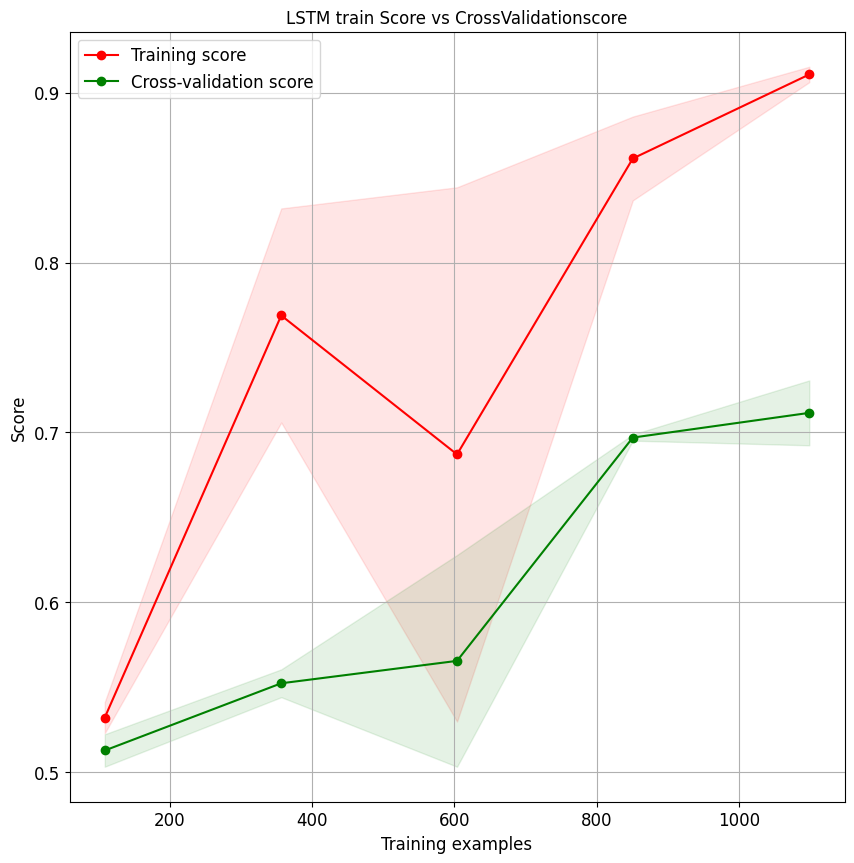 LSTM train Score vs CrossValidationscore
Training score
Cross-validation score
0.9
0.8
0.7
0.6
0.5
Score
200 400 600 800 1000
Training examples